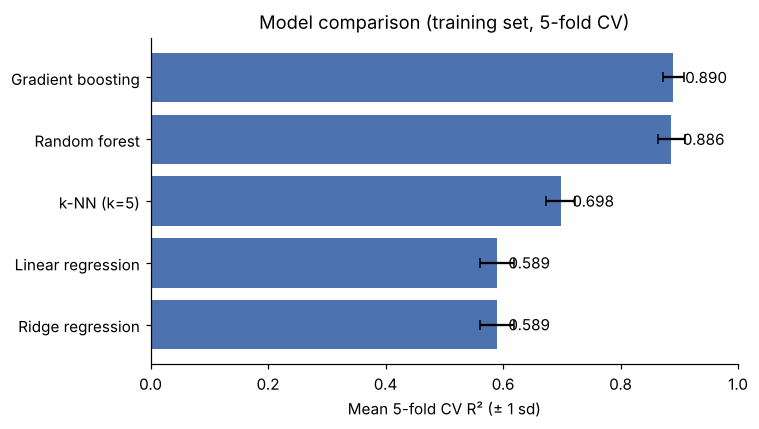 Model comparison (training set, 5-fold CV)
Gradient boosting
0.890
Random forest
0.886
k-NN (k=5)
0.698
Linear regression
0.589
Ridge regression
0.589
0.0 0.2 0.4 0.6 0.8 1.0
Mean 5-fold CV R² (± 1 sd)